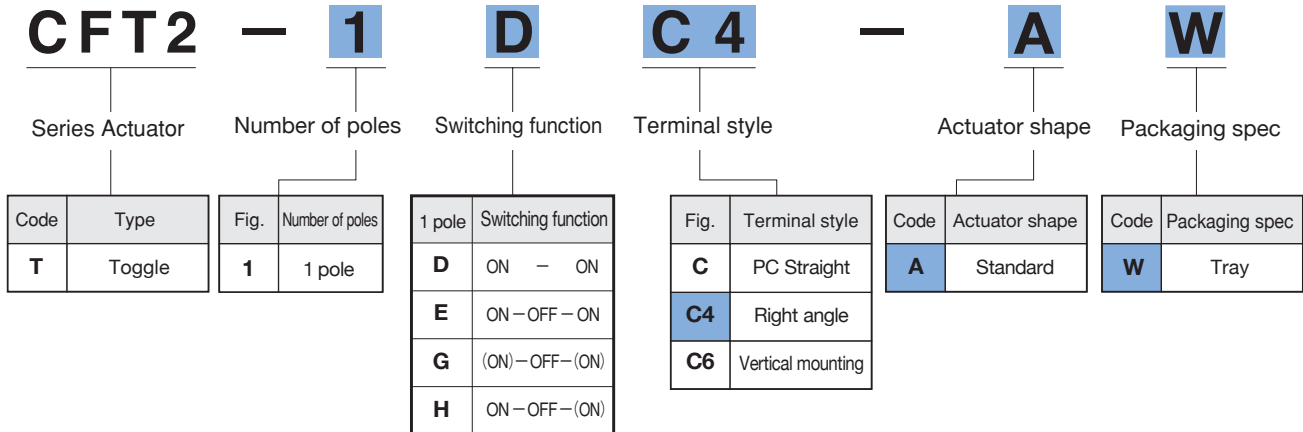 CFT2 — 1 D C4 — A W
Series Actuator Number of poles Switching function Terminal style Actuator shape Packaging spec
Code Type
T Toggle
Fig. Number of poles
1 1 pole
1 pole Switching function
D ON — ON
E ON—OFF—ON
G (ON)—OFF—(ON)
H ON—OFF—(ON)
Fig. Terminal style
C PC Straight
C4 Right angle
C6 Vertical mounting
Code Actuator shape
A Standard
Code Packaging spec
W Tray